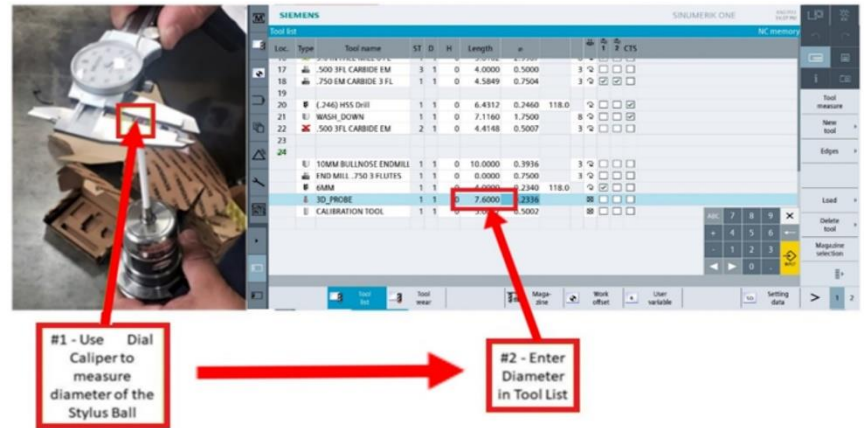 SIEMENS
SINUMERIK ONE
Tool list
NC memory
Loc. Type Tool name ST D H Length ø 1 2 CTS
17 .500 3FL CARBIDE EM 3 1 0 4.0000 0.5000 3
18 .750 EM CARBIDE 3 FL 1 1 0 4.5849 0.7504 3
19
20 (.246) HSS Drill 1 1 0 6.4312 0.2460 118.0
21 WASH_DOWN 1 1 0 7.1160 1.7500 8
22 .500 3FL CARBIDE EM 2 1 0 4.4148 0.5007 3
23
24
10MM BULLNOSE ENDMILL 1 1 0 10.0000 0.3936 3
END MILL .750 3 FLUTES 1 1 0 0.0000 0.7500 3
6MM 1 1 0 0.2340 118.0
3D_PROBE 1 1 0 7.6000 .2336
CALIBRATION TOOL 1 1 0 0.5002
Tool
measure
New
tool
Edges
Load
Delete
tool
Magazine
selection
ABC 7 8 9
+ 4 5 6
- 1 2 3
0 .
Tool
list
Tool
wear
Maga-
zine
Work
offset
User
variable
Setting
data
> 1 2
#1 - Use Dial
Caliper to
measure
diameter of the
Stylus Ball
#2 - Enter
Diameter
in Tool List